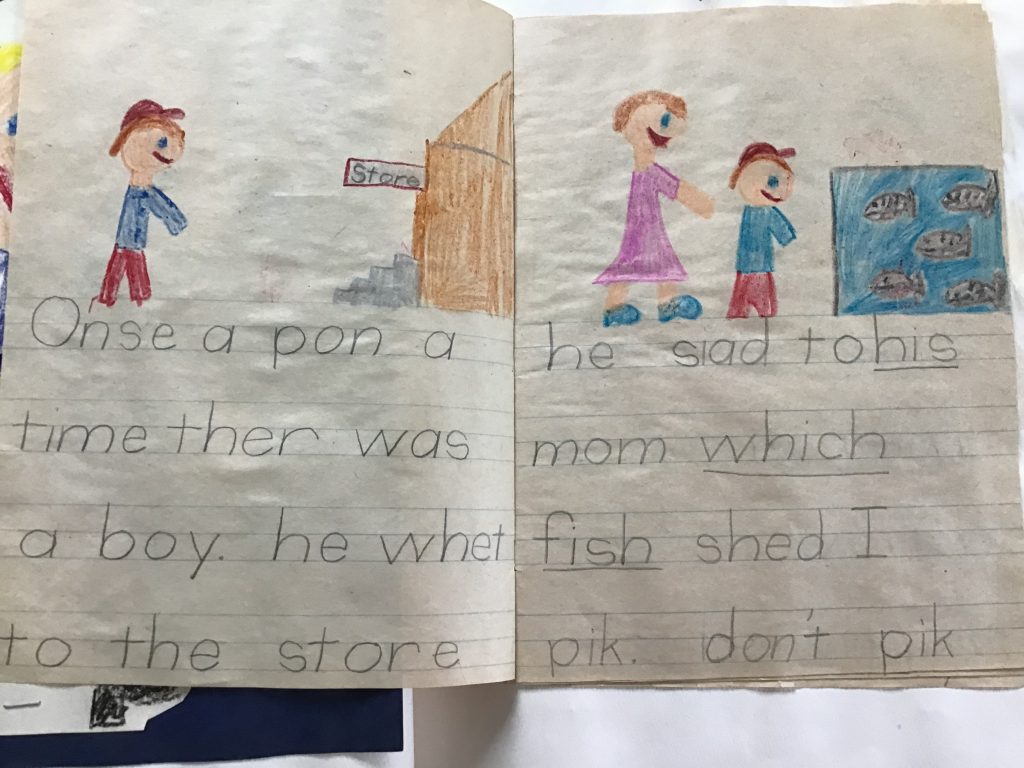 Store
Onse a pon a
time ther was
a boy. he whet
to the store
he siad to his
mom which
fish shed I
pik. don't pik